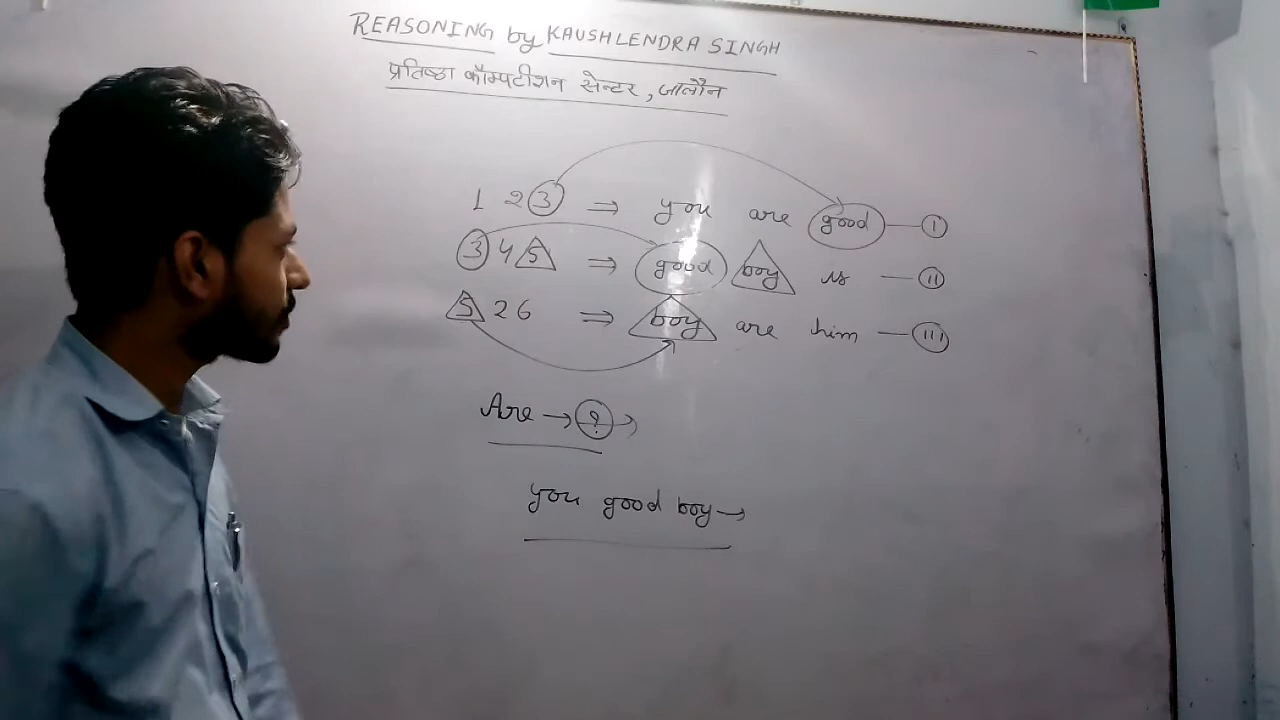 REASONING by KAUSHLENDRA SINGH
प्रतिष्ठा कॉम्पटीशन सेन्टर, जालौन
1 2 3 ⇒ you are good — I
3 4 5 ⇒ good boy is — II
5 2 6 ⇒ boy are him — III
Are → ? →
you good boy →